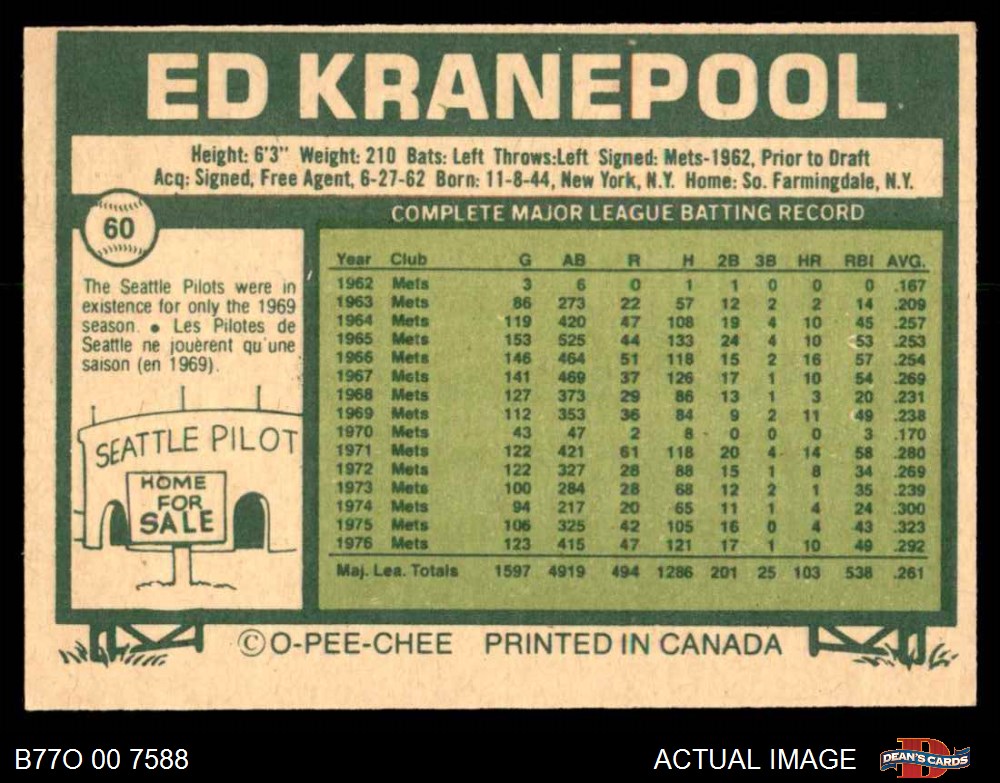 ED KRANEPOOL
Height: 6'3" Weight: 210 Bats: Left Throws:Left Signed: Mets-1962, Prior to Draft
Acq: Signed, Free Agent, 6-27-62 Born: 11-8-44, New York, N.Y. Home: So. Farmingdale, N.Y.
60
The Seattle Pilots were in
existence for only the 1969
season. ● Les Pilotes de
Seattle ne jouèrent qu'une
saison (en 1969).
SEATTLE PILOT
HOME
FOR
SALE
COMPLETE MAJOR LEAGUE BATTING RECORD
Year Club G AB R H 2B 3B HR RBI AVG.
1962 Mets 3 6 0 1 1 0 0 0 .167
1963 Mets 86 273 22 57 12 2 2 14 .209
1964 Mets 119 420 47 108 19 4 10 45 .257
1965 Mets 153 525 44 133 24 4 10 53 .253
1966 Mets 146 464 51 118 15 2 16 57 .254
1967 Mets 141 469 37 126 17 1 10 54 .269
1968 Mets 127 373 29 86 13 1 3 20 .231
1969 Mets 112 353 36 84 9 2 11 49 .238
1970 Mets 43 47 2 8 0 0 0 3 .170
1971 Mets 122 421 61 118 20 4 14 58 .280
1972 Mets 122 327 28 88 15 1 8 34 .269
1973 Mets 100 284 28 68 12 2 1 35 .239
1974 Mets 94 217 20 65 11 1 4 24 .300
1975 Mets 106 325 42 105 16 0 4 43 .323
1976 Mets 123 415 47 121 17 1 10 49 .292
Maj. Lea. Totals 1597 4919 494 1286 201 25 103 538 .261
©O-PEE-CHEE PRINTED IN CANADA
B77O 00 7588
ACTUAL IMAGE
DEAN'S CARDS